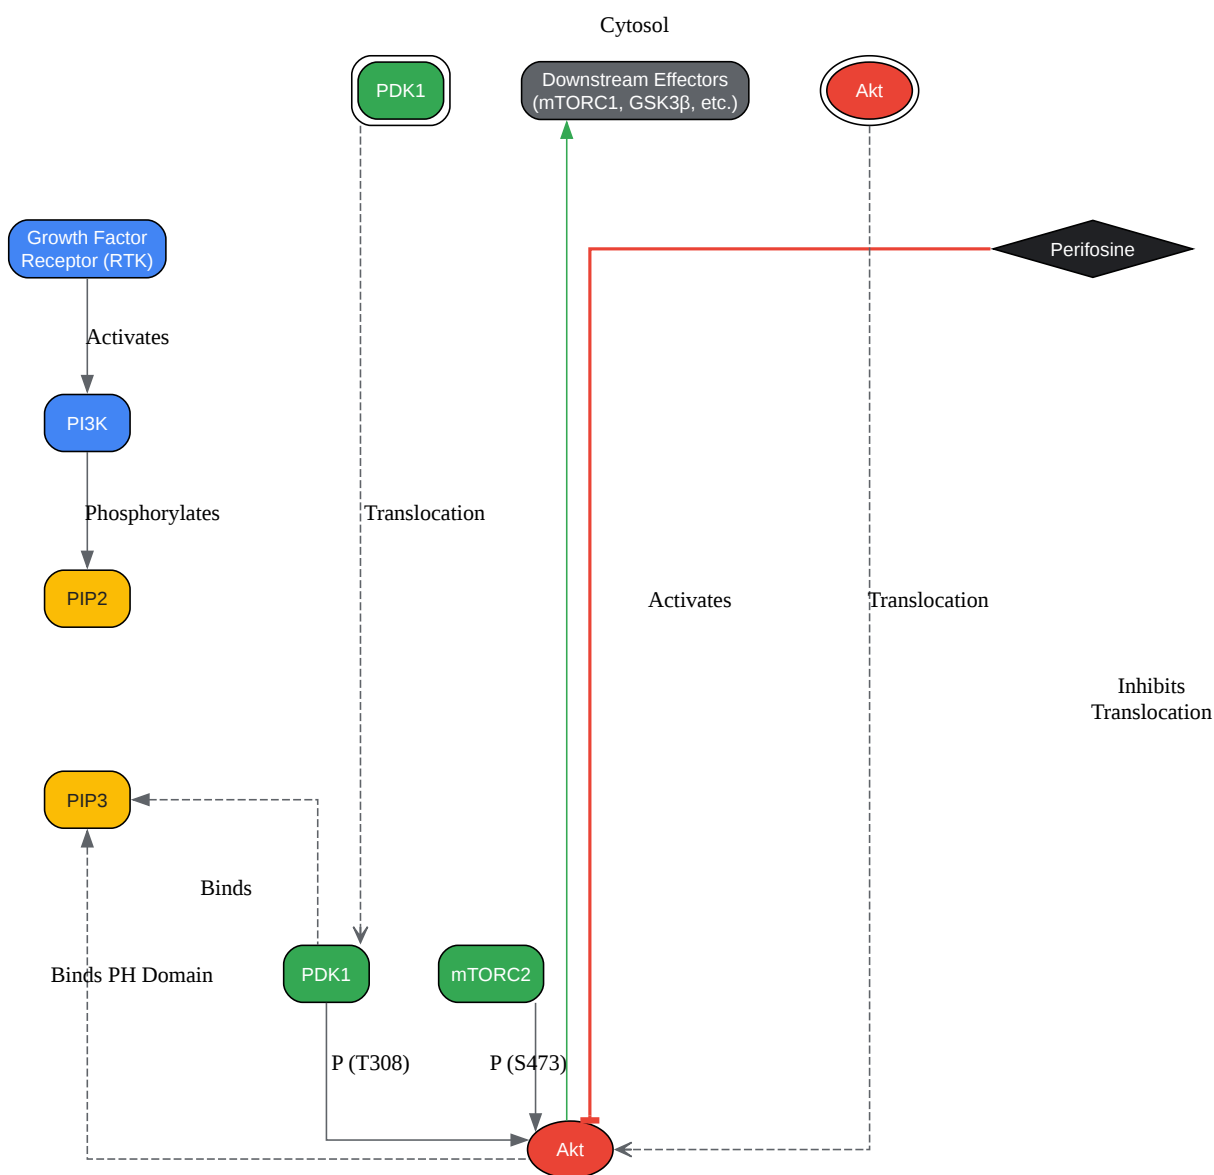 Cytosol
PDK1
Downstream Effectors
(mTORC1, GSK3β, etc.)
Akt
Growth Factor
Receptor (RTK)
Perifosine
Activates
PI3K
Phosphorylates
Translocation
PIP2
Activates
Translocation
Inhibits
Translocation
PIP3
Binds
Binds PH Domain
PDK1
mTORC2
P (T308)
P (S473)
Akt